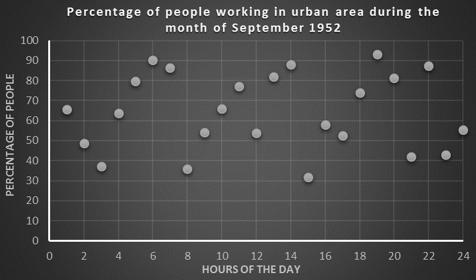 Percentage of people working in urban area during the
month of September 1952
PERCENTAGE OF PEOPLE
100
90
80
70
60
50
40
30
20
10
0
0 2 4 6 8 10 12 14 16 18 20 22 24
HOURS OF THE DAY